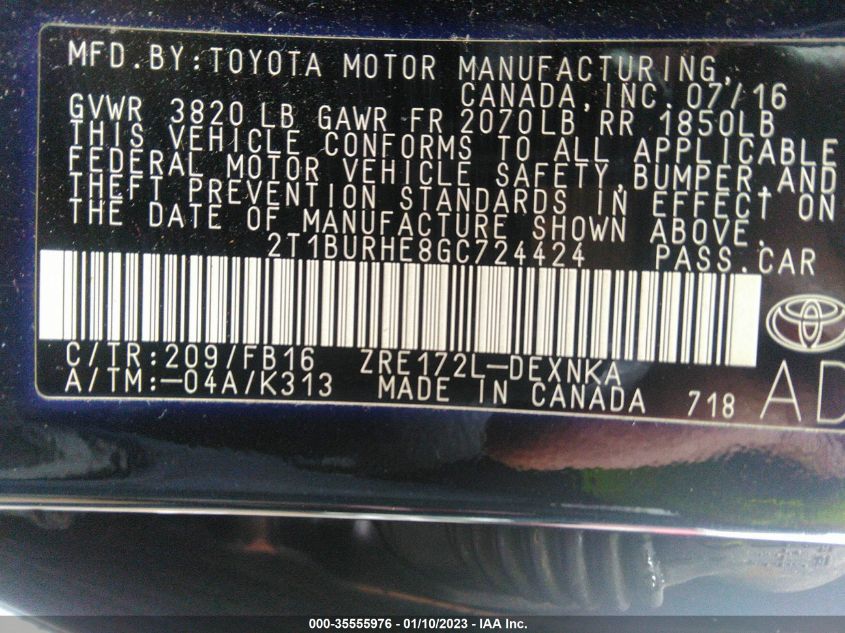 MFD.BY:TOYOTA MOTOR MANUFACTURING,
CANADA,INC.07/16
GVWR 3820 LB GAWR FR 2070LB RR 1850LB
THIS VEHICLE CONFORMS TO ALL APPLICABLE
FEDERAL MOTOR VEHICLE SAFETY,BUMPER,AND
THEFT PREVENTION STANDARDS IN EFFECT ON
THE DATE OF MANUFACTURE SHOWN ABOVE.
2T1BURHE8GC724424 PASS.CAR
C/TR:209/FB16 ZRE172L-DEXNKA
A/TM:-04A/K313 MADE IN CANADA 718 AD
000-35555976 - 01/10/2023 - IAA Inc.